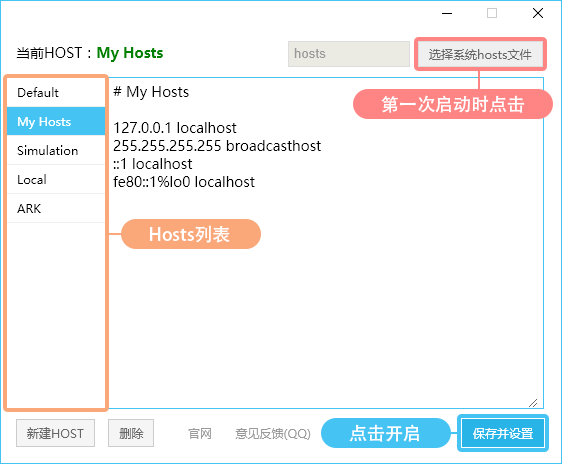 当前HOST：My Hosts
hosts
选择系统hosts文件
第一次启动时点击
Default
My Hosts
Simulation
Local
ARK
# My Hosts
127.0.0.1 localhost
255.255.255.255 broadcasthost
::1 localhost
fe80::1%lo0 localhost
Hosts列表
新建HOST
删除
官网
意见反馈(QQ)
点击开启
保存并设置